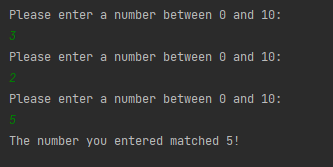 Please enter a number between 0 and 10:
3
Please enter a number between 0 and 10:
2
Please enter a number between 0 and 10:
5
The number you entered matched 5!